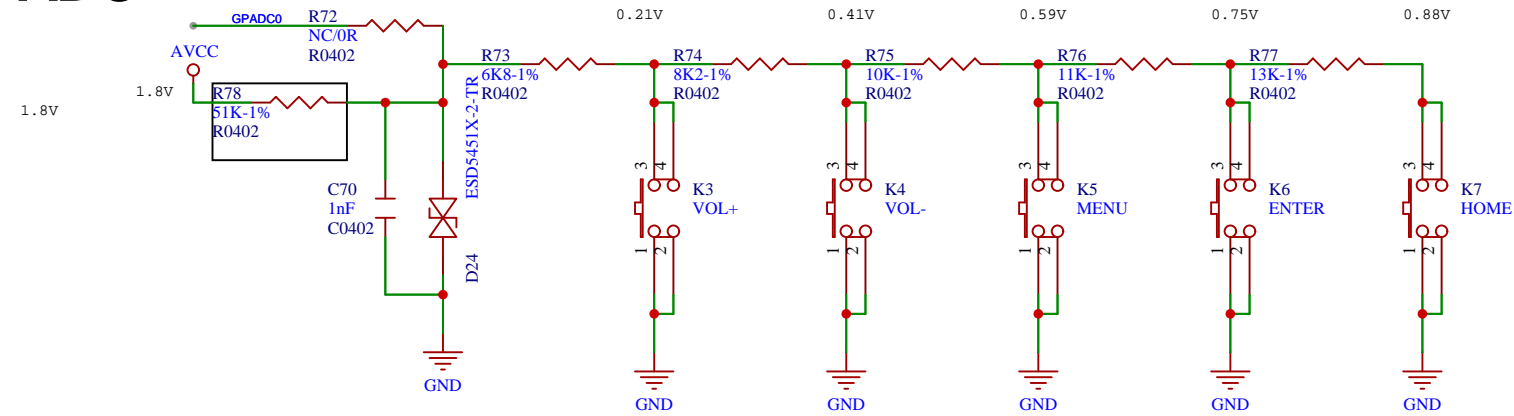 GPADC0
R72
NC/0R
R0402
0.21V
0.41V
0.59V
0.75V
0.88V
AVCC
1.8V
1.8V
R78
51K-1%
R0402
R73
6K8-1%
R0402
R74
8K2-1%
R0402
R75
10K-1%
R0402
R76
11K-1%
R0402
R77
13K-1%
R0402
ESD5451X-2-TR
D24
C70
1nF
C0402
3
4
K3
VOL+
1
2
3
4
K4
VOL-
1
2
3
4
K5
MENU
1
2
3
4
K6
ENTER
1
2
3
4
K7
HOME
1
2
GND
GND
GND
GND
GND
GND